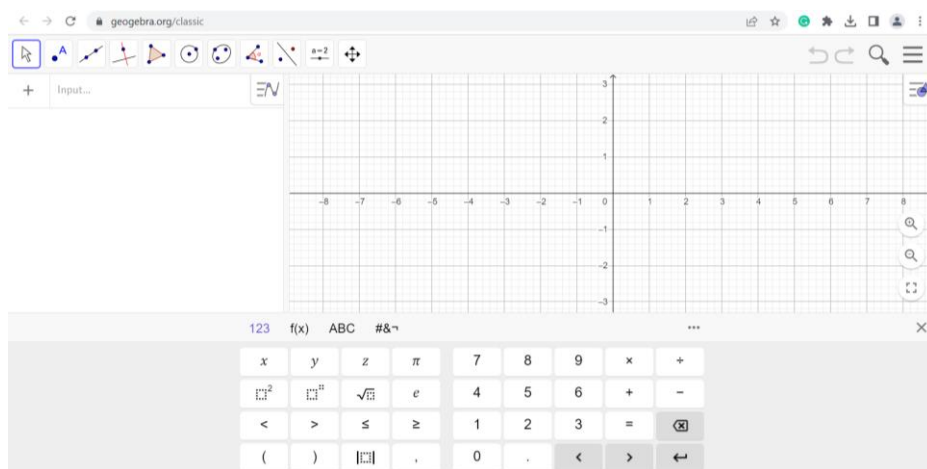 geogebra.org/classic
A
a=2
+ Input...
3
2
1
-8 -7 -6 -5 -4 -3 -2 -1 0 1 2 3 4 5 6 7 8
-1
-2
-3
123 f(x) ABC #&¬ ...
x y z π 7 8 9 × ÷
□² □^□ √□ e 4 5 6 + −
< > ≤ ≥ 1 2 3 =
( ) |□| , 0 . < >